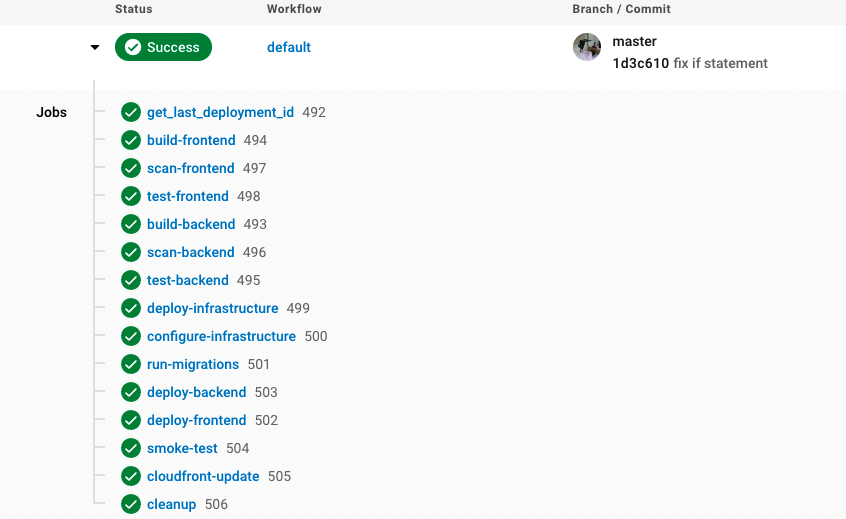 Status Workflow Branch / Commit
Success default master
1d3c610 fix if statement
Jobs get_last_deployment_id 492
build-frontend 494
scan-frontend 497
test-frontend 498
build-backend 493
scan-backend 496
test-backend 495
deploy-infrastructure 499
configure-infrastructure 500
run-migrations 501
deploy-backend 503
deploy-frontend 502
smoke-test 504
cloudfront-update 505
cleanup 506